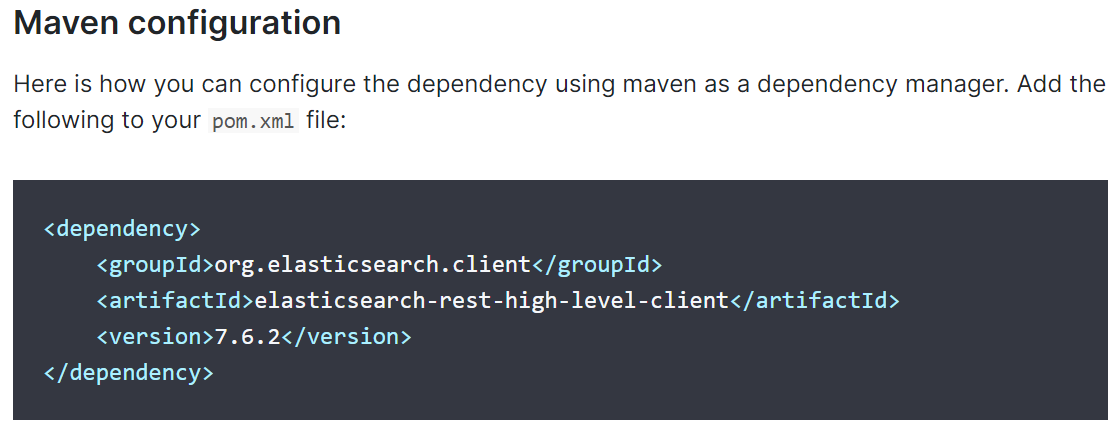 Maven configuration
Here is how you can configure the dependency using maven as a dependency manager. Add the
following to your pom.xml file:
<dependency>
    <groupId>org.elasticsearch.client</groupId>
    <artifactId>elasticsearch-rest-high-level-client</artifactId>
    <version>7.6.2</version>
</dependency>